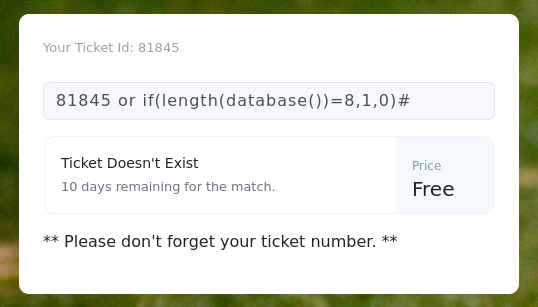 Your Ticket Id: 81845
81845 or if(length(database())=8,1,0)#
Ticket Doesn't Exist
Price
10 days remaining for the match.
Free
** Please don't forget your ticket number. **